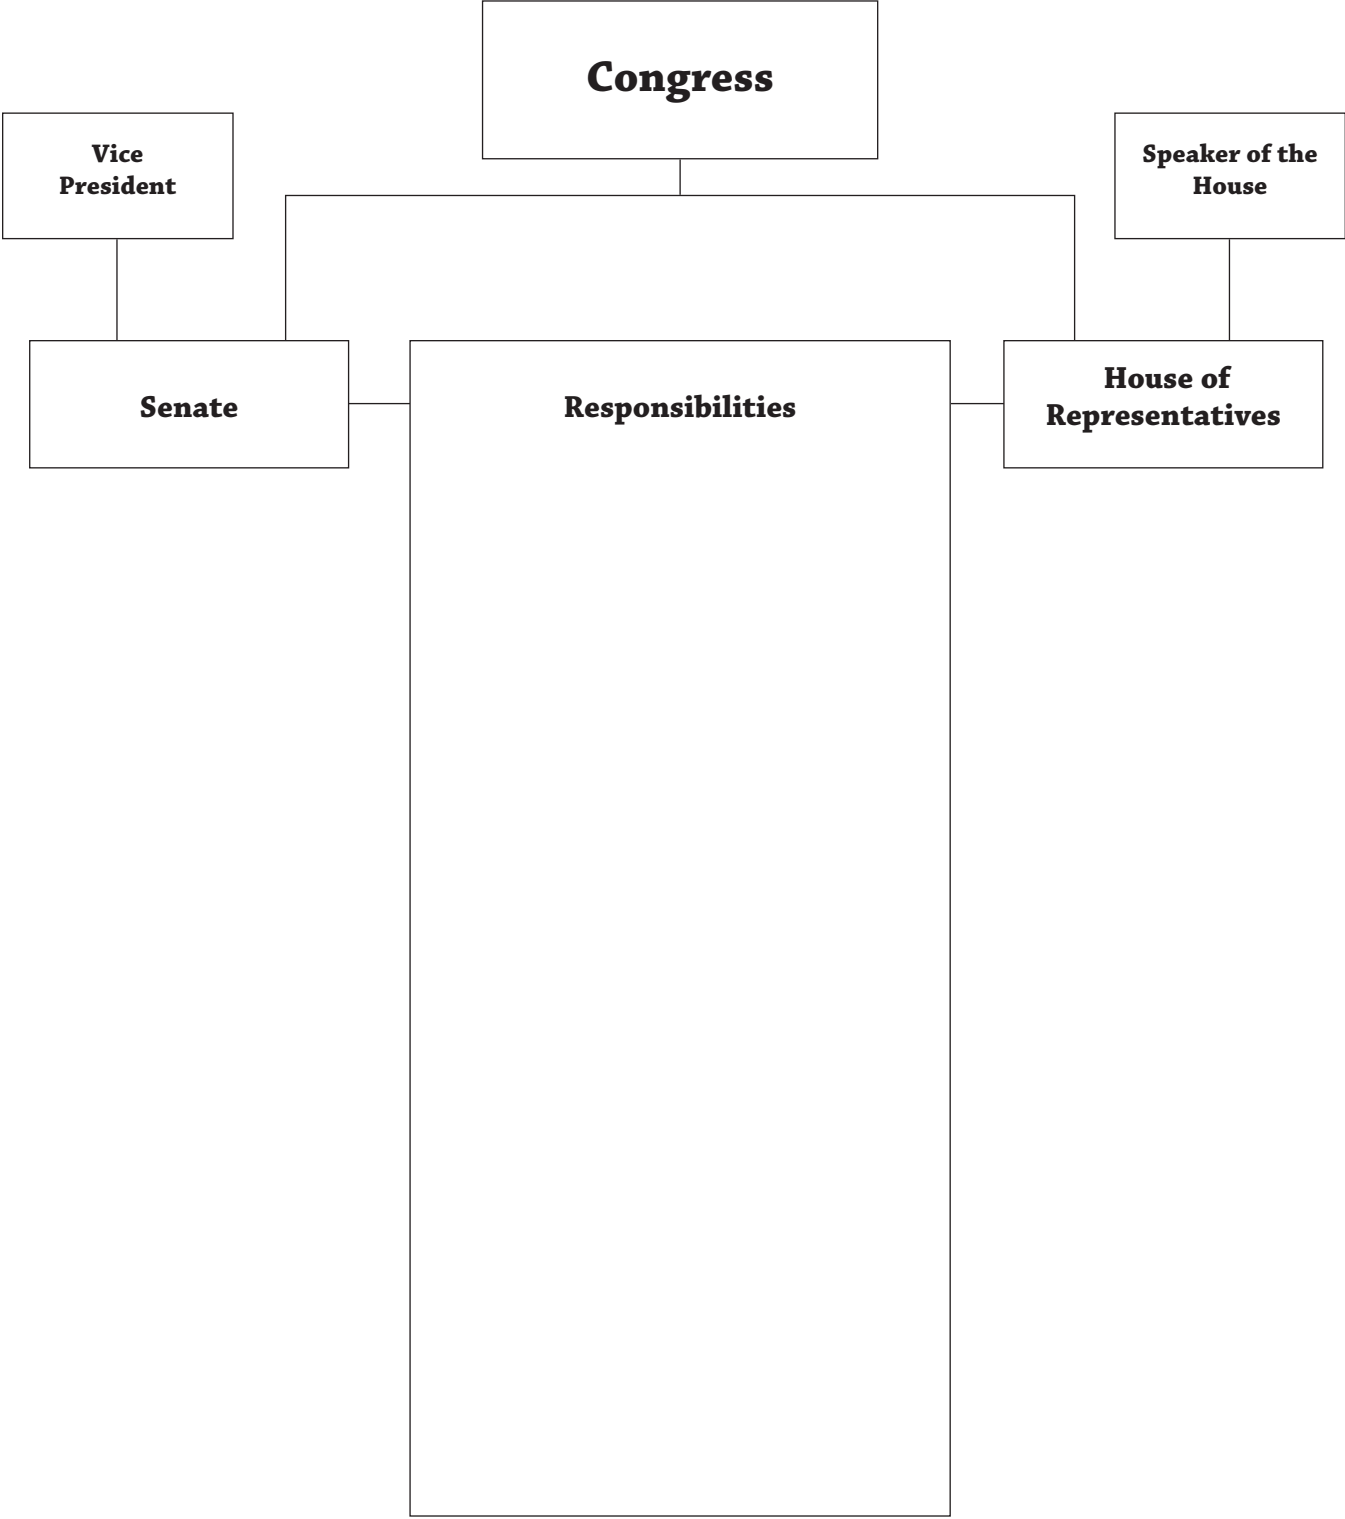 Congress
Vice
President
Speaker of the
House
Senate
Responsibilities
House of
Representatives